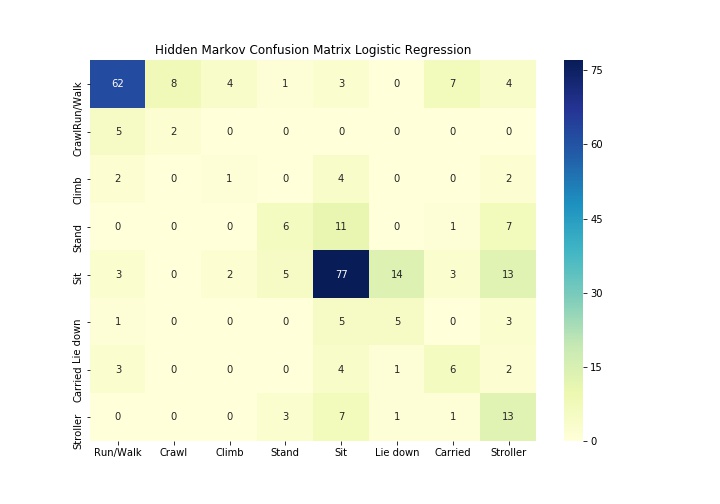 Hidden Markov Confusion Matrix Logistic Regression
Run/Walk
62 8 4 1 3 0 7 4
75
Crawl
5 2 0 0 0 0 0 0
60
Climb
2 0 1 0 4 0 0 2
Stand
0 0 0 6 11 0 1 7
45
Sit
3 0 2 5 77 14 3 13
30
Lie down
1 0 0 0 5 5 0 3
Carried
3 0 0 0 4 1 6 2
15
Stroller
0 0 0 3 7 1 1 13
0
Run/Walk Crawl Climb Stand Sit Lie down Carried Stroller